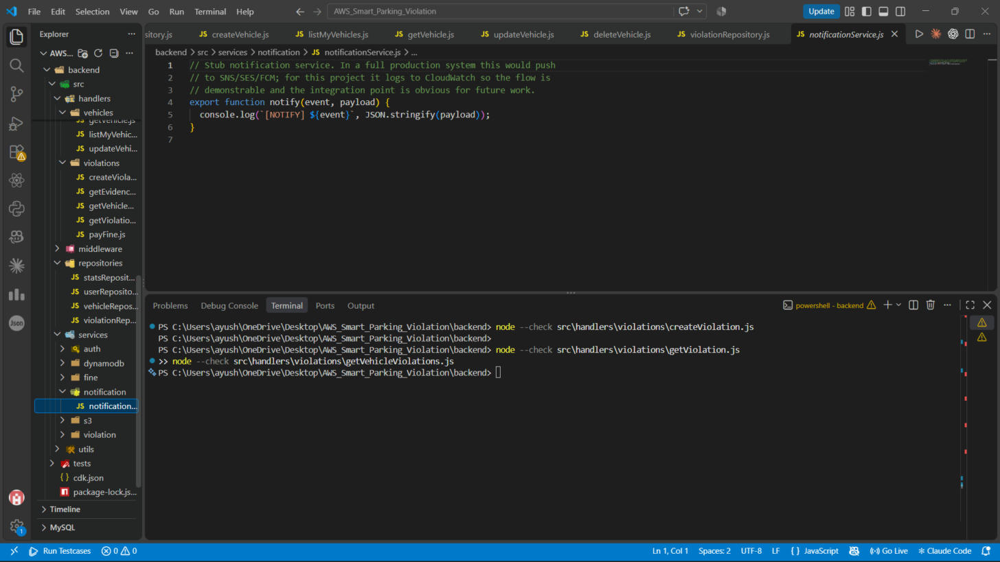 File Edit Selection View Go Run Terminal Help
AWS_Smart_Parking_Violation
Update
Explorer
sitory.js
createVehicle.js
listMyVehicles.js
getVehicle.js
updateVehicle.js
deleteVehicle.js
violationRepository.js
notificationService.js
AWS...
backend
src
handlers
vehicles
getVehicle.js
listMyVehic...
updateVehi...
violations
createViola...
getEvidenc...
getVehicle...
getViolatio...
payFine.js
middleware
repositories
statsReposit...
userReposito...
vehicleRepos...
violationRep...
services
auth
dynamodb
fine
notification
notification...
s3
violation
utils
tests
cdk.json
package-lock.js...
Timeline
MySQL
backend > src > services > notification > JS notificationService.js > ...
1 // Stub notification service. In a full production system this would push
2 // to SNS/SES/FCM; for this project it logs to CloudWatch so the flow is
3 // demonstrable and the integration point is obvious for future work.
4 export function notify(event, payload) {
5 console.log(`[NOTIFY] ${event}`, JSON.stringify(payload));
6 }
7
Problems Debug Console Terminal Ports Output
powershell - backend
PS C:\Users\ayush\OneDrive\Desktop\AWS_Smart_Parking_Violation\backend> node --check src\handlers\violations\createViolation.js
PS C:\Users\ayush\OneDrive\Desktop\AWS_Smart_Parking_Violation\backend>
PS C:\Users\ayush\OneDrive\Desktop\AWS_Smart_Parking_Violation\backend> node --check src\handlers\violations\getViolation.js
>> node --check src\handlers\violations\getVehicleViolations.js
PS C:\Users\ayush\OneDrive\Desktop\AWS_Smart_Parking_Violation\backend>
Json
1
Run Testcases 0 0
Ln 1, Col 1 Spaces: 2 UTF-8 LF { } JavaScript Go Live Claude Code